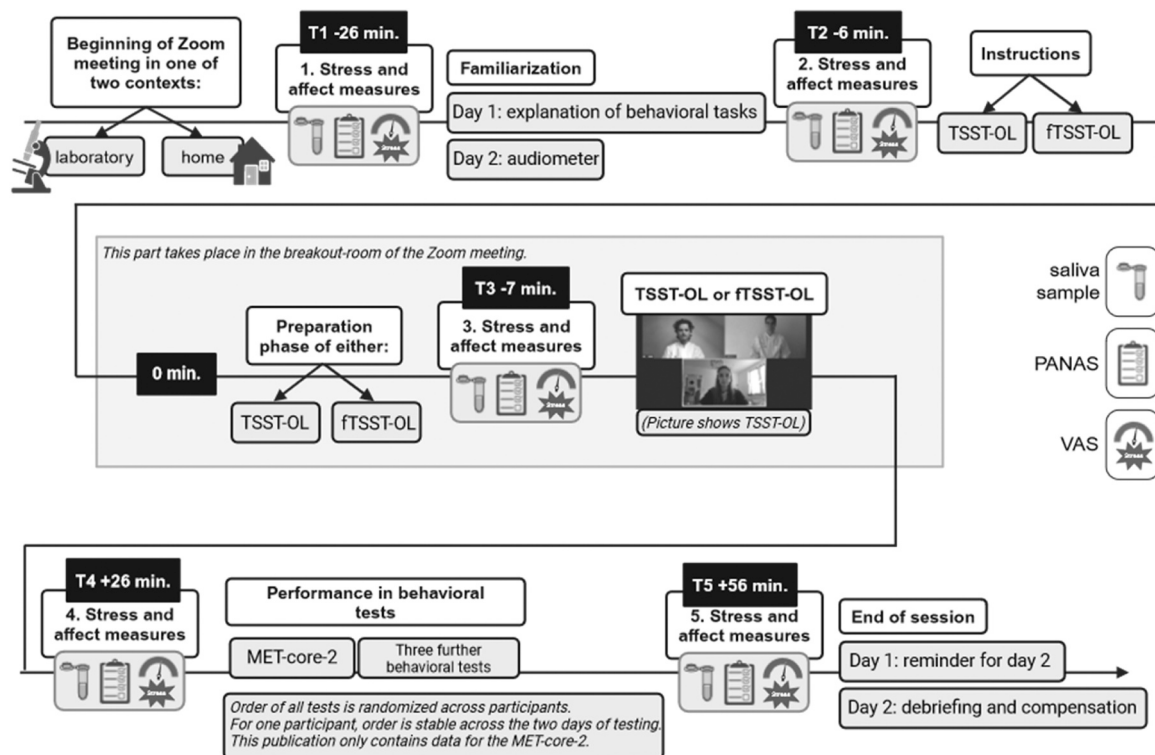 Beginning of Zoom
meeting in one of
two contexts:
laboratory
home
T1 -26 min.
1. Stress and
affect measures
Stress
Familiarization
Day 1: explanation of behavioral tasks
Day 2: audiometer
T2 -6 min.
2. Stress and
affect measures
Stress
Instructions
TSST-OL
fTSST-OL
This part takes place in the breakout-room of the Zoom meeting.
0 min.
Preparation
phase of either:
TSST-OL
fTSST-OL
T3 -7 min.
3. Stress and
affect measures
Stress
TSST-OL or fTSST-OL
(Picture shows TSST-OL)
saliva
sample
PANAS
VAS
Stress
T4 +26 min.
4. Stress and
affect measures
Stress
Performance in behavioral
tests
MET-core-2
Three further
behavioral tests
Order of all tests is randomized across participants.
For one participant, order is stable across the two days of testing.
This publication only contains data for the MET-core-2.
T5 +56 min.
5. Stress and
affect measures
Stress
End of session
Day 1: reminder for day 2
Day 2: debriefing and compensation